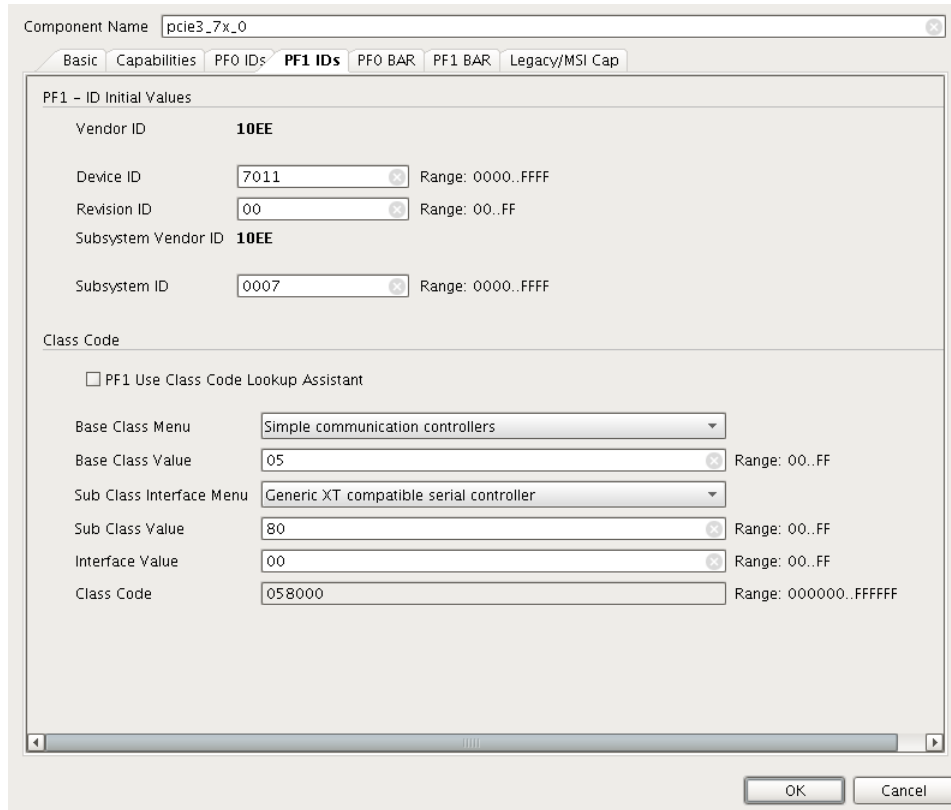 Component Name pcie3_7x_0
Basic Capabilities PF0 IDs PF1 IDs PF0 BAR PF1 BAR Legacy/MSI Cap
PF1 - ID Initial Values
Vendor ID 10EE
Device ID 7011 Range: 0000..FFFF
Revision ID 00 Range: 00..FF
Subsystem Vendor ID 10EE
Subsystem ID 0007 Range: 0000..FFFF
Class Code
PF1 Use Class Code Lookup Assistant
Base Class Menu Simple communication controllers
Base Class Value 05 Range: 00..FF
Sub Class Interface Menu Generic XT compatible serial controller
Sub Class Value 80 Range: 00..FF
Interface Value 00 Range: 00..FF
Class Code 058000 Range: 000000..FFFFFF
OK Cancel